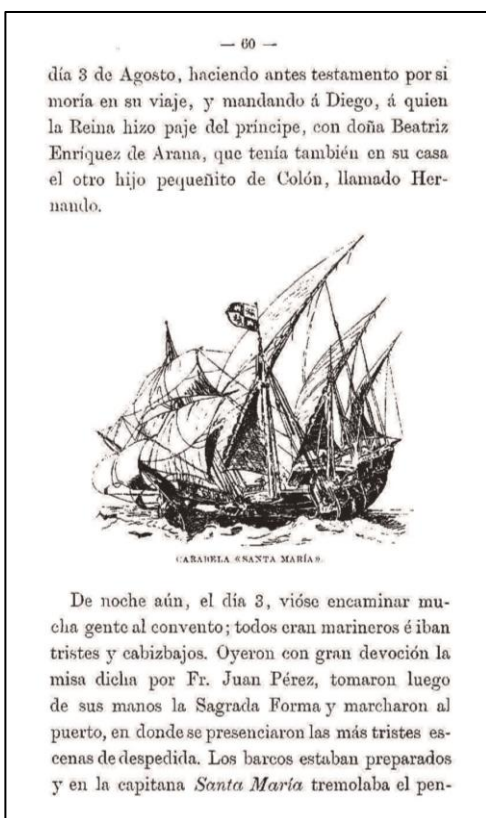 — 60 —
día 3 de Agosto, haciendo antes testamento por si
moría en su viaje, y mandando á Diego, á quien
la Reina hizo paje del príncipe, con doña Beatriz
Enríquez de Arana, que tenía también en su casa
el otro hijo pequeñito de Colón, llamado Her-
nando.
CARABELA «SANTA MARÍA».
De noche aún, el día 3, vióse encaminar mu-
cha gente al convento; todos eran marineros é iban
tristes y cabizbajos. Oyeron con gran devoción la
misa dicha por Fr. Juan Pérez, tomaron luego
de sus manos la Sagrada Forma y marcharon al
puerto, en donde se presenciaron las más tristes es-
cenas de despedida. Los barcos estaban preparados
y en la capitana Santa María tremolaba el pen-